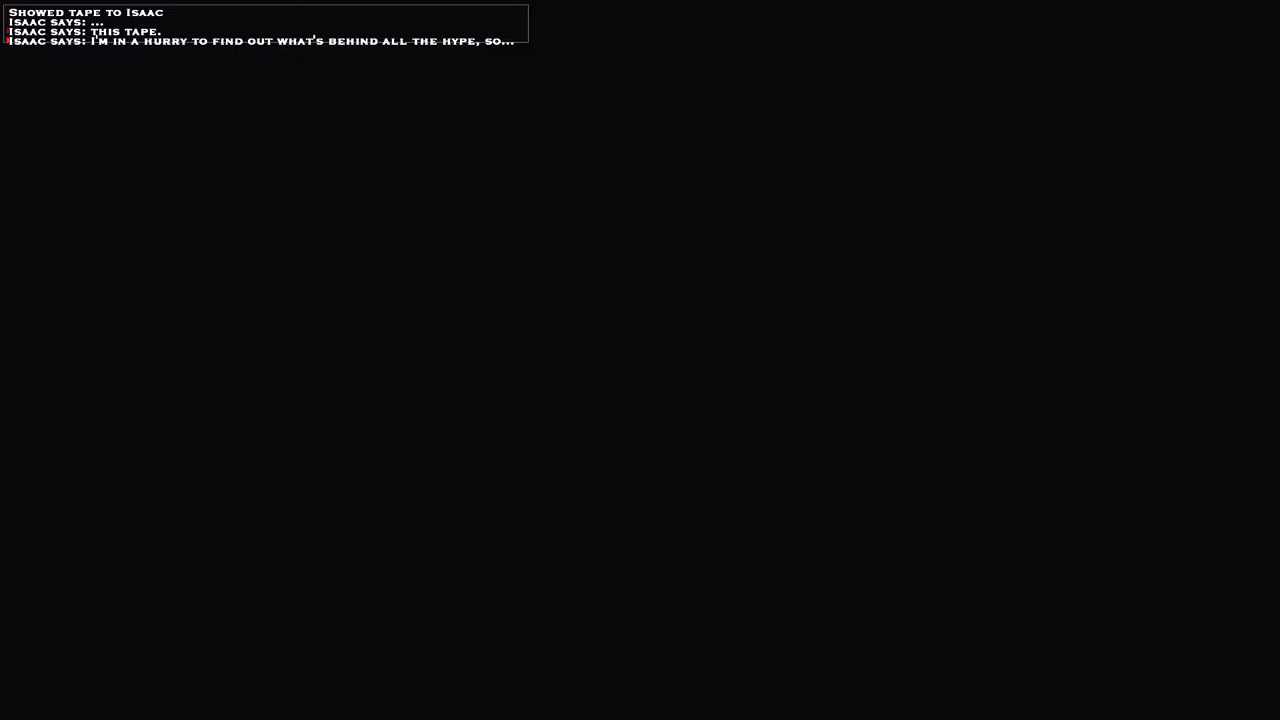 Showed tape to Isaac
Isaac says: ...
Isaac says: this tape.
Isaac says: I'm in a hurry to find out what's behind all the hype, so...